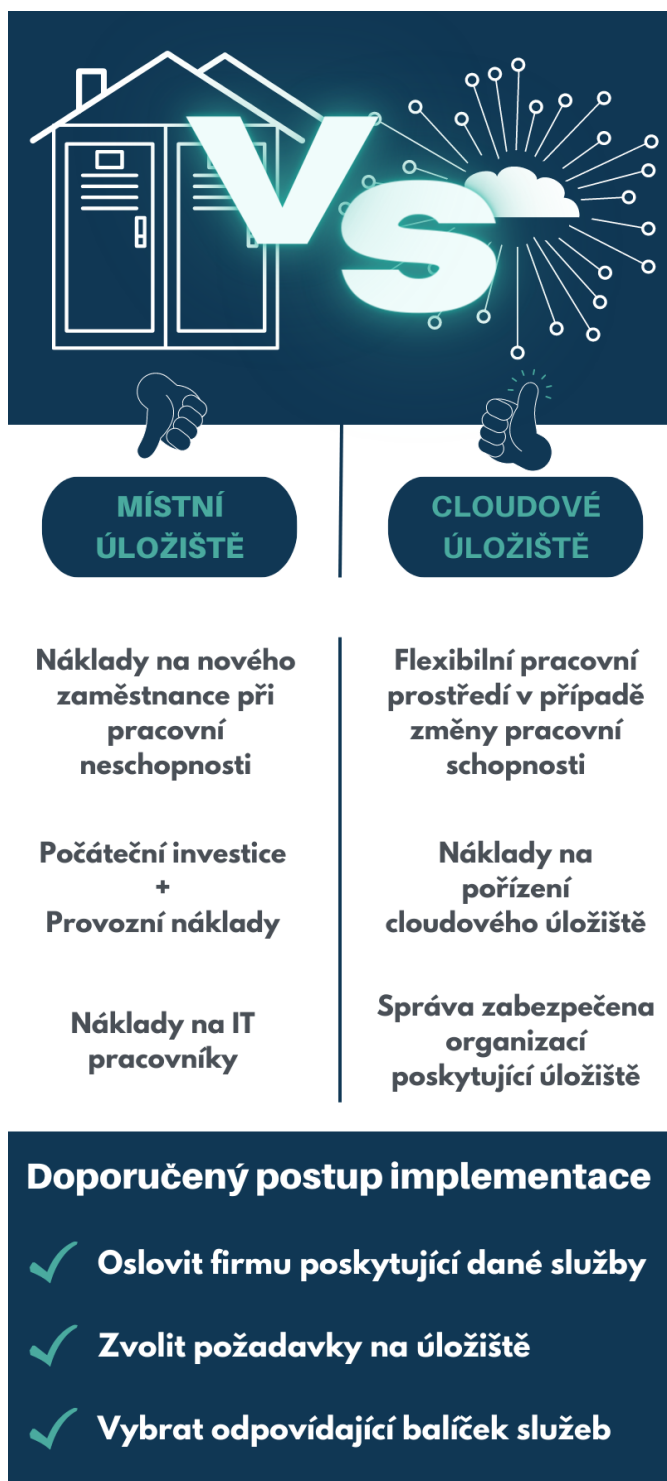 VS
MÍSTNÍ
ÚLOŽIŠTĚ
CLOUDOVÉ
ÚLOŽIŠTĚ
Náklady na nového
zaměstnance při
pracovní
neschopnosti
Flexibilní pracovní
prostředí v případě
změny pracovní
schopnosti
Počáteční investice
+
Provozní náklady
Náklady na
pořízení
cloudového úložiště
Náklady na IT
pracovníky
Správa zabezpečena
organizací
poskytující úložiště
Doporučený postup implementace
Oslovit firmu poskytující dané služby
Zvolit požadavky na úložiště
Vybrat odpovídající balíček služeb